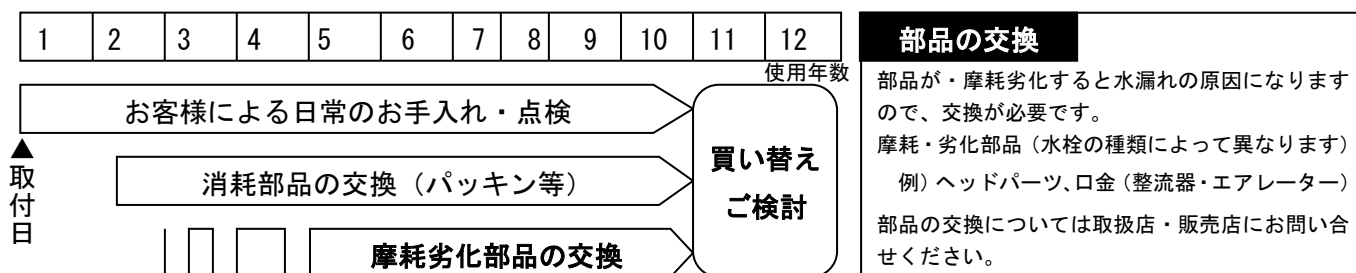 1 2 3 4 5 6 7 8 9 10 11 12
使用年数
お客様による日常のお手入れ・点検
▲取付日
消耗部品の交換（パッキン等）
摩耗劣化部品の交換
買い替え
ご検討
部品の交換
部品が・摩耗劣化すると水漏れの原因になります
ので、交換が必要です。
摩耗・劣化部品（水栓の種類によって異なります）
例）ヘッドパーツ、口金（整流器・エアレーター）
部品の交換については取扱店・販売店にお問い合
せください。